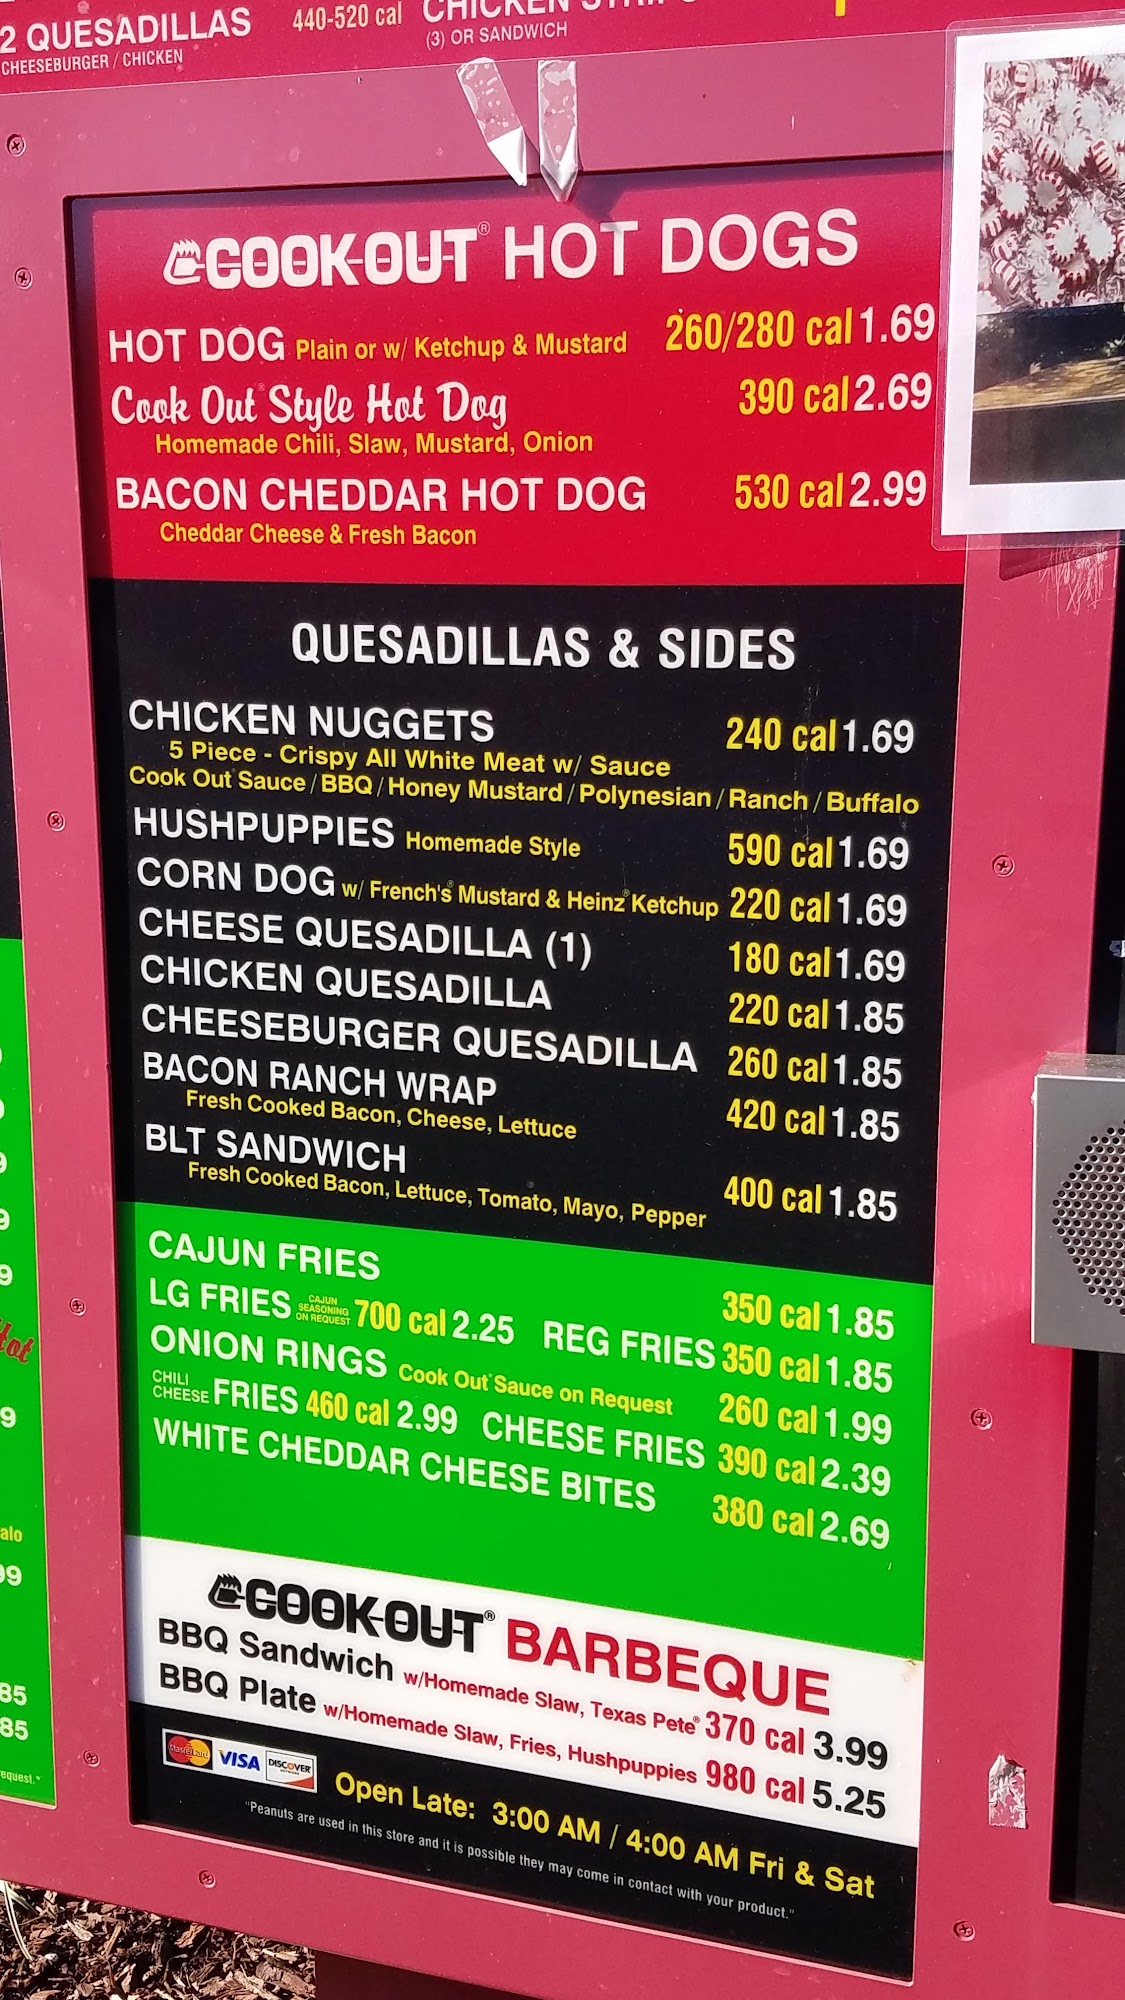 2 QUESADILLAS 440-520 cal
CHEESEBURGER / CHICKEN
CHICKEN
(3) OR SANDWICH
COOK-OUT® HOT DOGS
HOT DOG Plain or w/ Ketchup & Mustard 260/280 cal 1.69
Cook Out Style Hot Dog 390 cal 2.69
Homemade Chili, Slaw, Mustard, Onion
BACON CHEDDAR HOT DOG 530 cal 2.99
Cheddar Cheese & Fresh Bacon
QUESADILLAS & SIDES
CHICKEN NUGGETS 240 cal 1.69
5 Piece - Crispy All White Meat w/ Sauce
Cook Out Sauce / BBQ / Honey Mustard / Polynesian / Ranch / Buffalo
HUSHPUPPIES Homemade Style 590 cal 1.69
CORN DOG w/ French's® Mustard & Heinz® Ketchup 220 cal 1.69
CHEESE QUESADILLA (1) 180 cal 1.69
CHICKEN QUESADILLA 220 cal 1.85
CHEESEBURGER QUESADILLA 260 cal 1.85
BACON RANCH WRAP 420 cal 1.85
Fresh Cooked Bacon, Cheese, Lettuce
BLT SANDWICH 400 cal 1.85
Fresh Cooked Bacon, Lettuce, Tomato, Mayo, Pepper
CAJUN FRIES 350 cal 1.85
LG FRIES CAJUN SEASONING ON REQUEST 700 cal 2.25 REG FRIES 350 cal 1.85
ONION RINGS Cook Out Sauce on Request 260 cal 1.99
CHILI CHEESE FRIES 460 cal 2.99 CHEESE FRIES 390 cal 2.39
WHITE CHEDDAR CHEESE BITES 380 cal 2.69
COOK-OUT® BARBEQUE
BBQ Sandwich w/Homemade Slaw, Texas Pete® 370 cal 3.99
BBQ Plate w/Homemade Slaw, Fries, Hushpuppies 980 cal 5.25
MasterCard VISA DISCOVER
Open Late: 3:00 AM / 4:00 AM Fri & Sat
"Peanuts are used in this store and it is possible they may come in contact with your product."